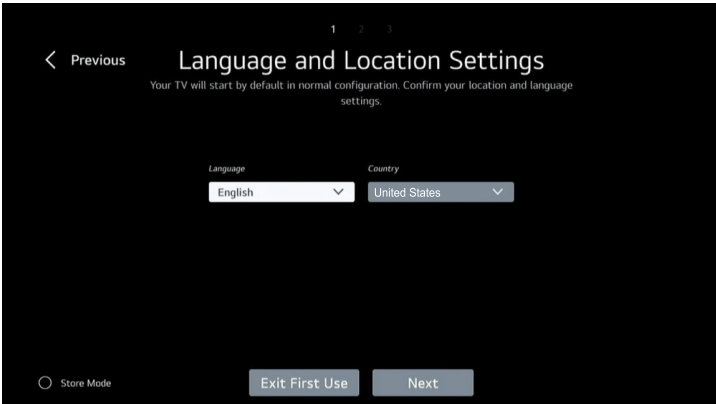 1 2 3
Previous
Language and Location Settings
Your TV will start by default in normal configuration. Confirm your location and language
settings.
Language
Country
English
United States
Store Mode
Exit First Use
Next